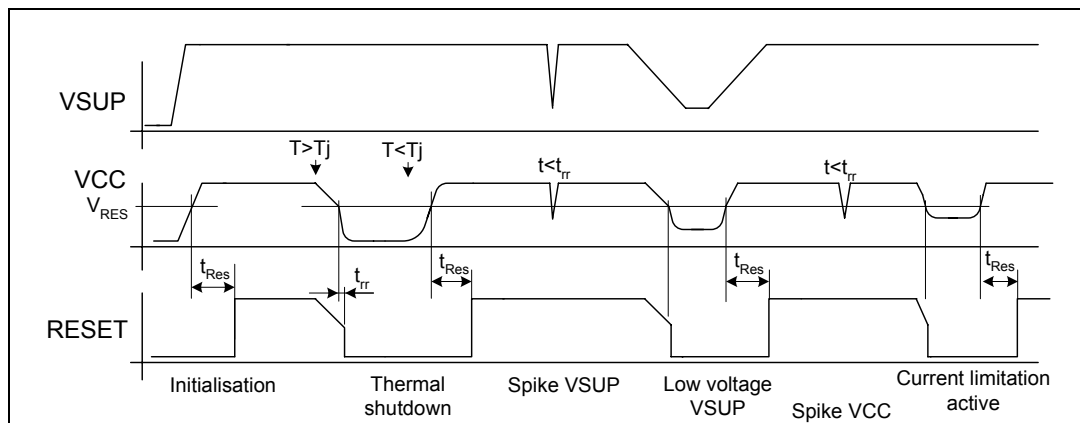 VSUP
T>Tj
T<Tj
t<trr
t<trr
VCC
VRES
tRes
trr
tRes
tRes
tRes
RESET
Initialisation
Thermal
shutdown
Spike VSUP
Low voltage
VSUP
Spike VCC
Current limitation
active